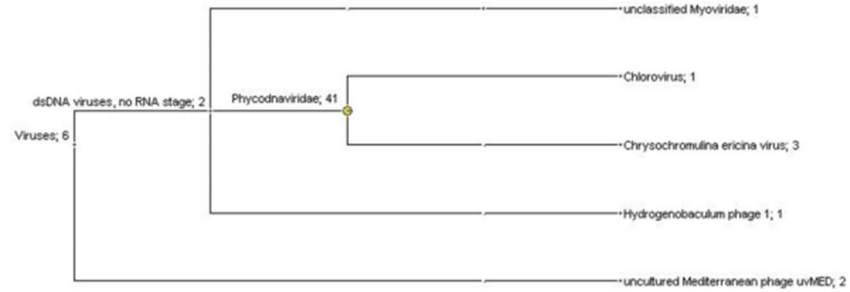 unclassified Myoviridae; 1
Chlorovirus; 1
Phycodnaviridae; 41
dsDNA viruses, no RNA stage; 2
Viruses; 6
Chrysochromulina ericina virus; 3
Hydrogenobaculum phage 1; 1
uncultured Mediterranean phage uvMED; 2